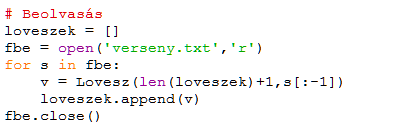 # Beolvasás
loveszek = []
fbe = open('verseny.txt','r')
for s in fbe:
    v = Lovesz(len(loveszek)+1,s[:-1])
    loveszek.append(v)
fbe.close()